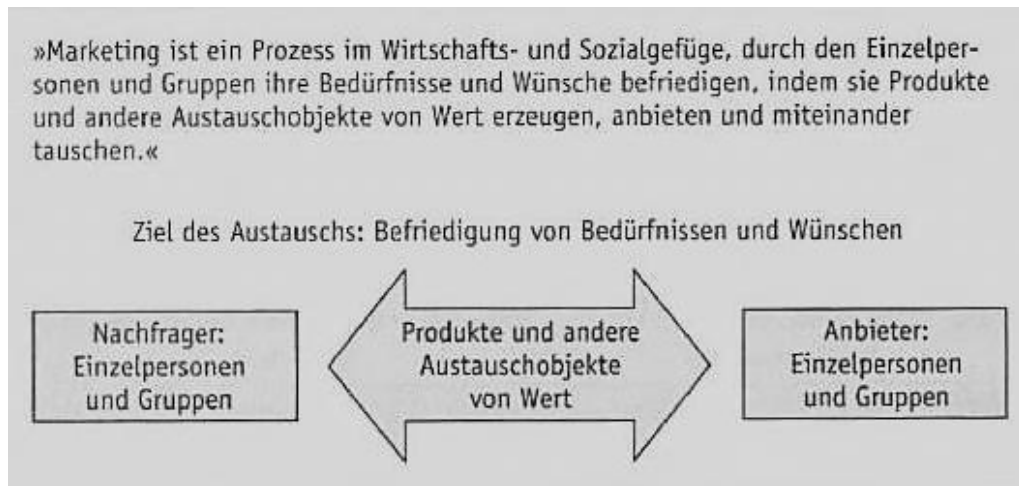 »Marketing ist ein Prozess im Wirtschafts- und Sozialgefüge, durch den Einzelper-
sonen und Gruppen ihre Bedürfnisse und Wünsche befriedigen, indem sie Produkte
und andere Austauschobjekte von Wert erzeugen, anbieten und miteinander
tauschen.«
Ziel des Austauschs: Befriedigung von Bedürfnissen und Wünschen
Nachfrager:
Einzelpersonen
und Gruppen
Produkte und andere
Austauschobjekte
von Wert
Anbieter:
Einzelpersonen
und Gruppen